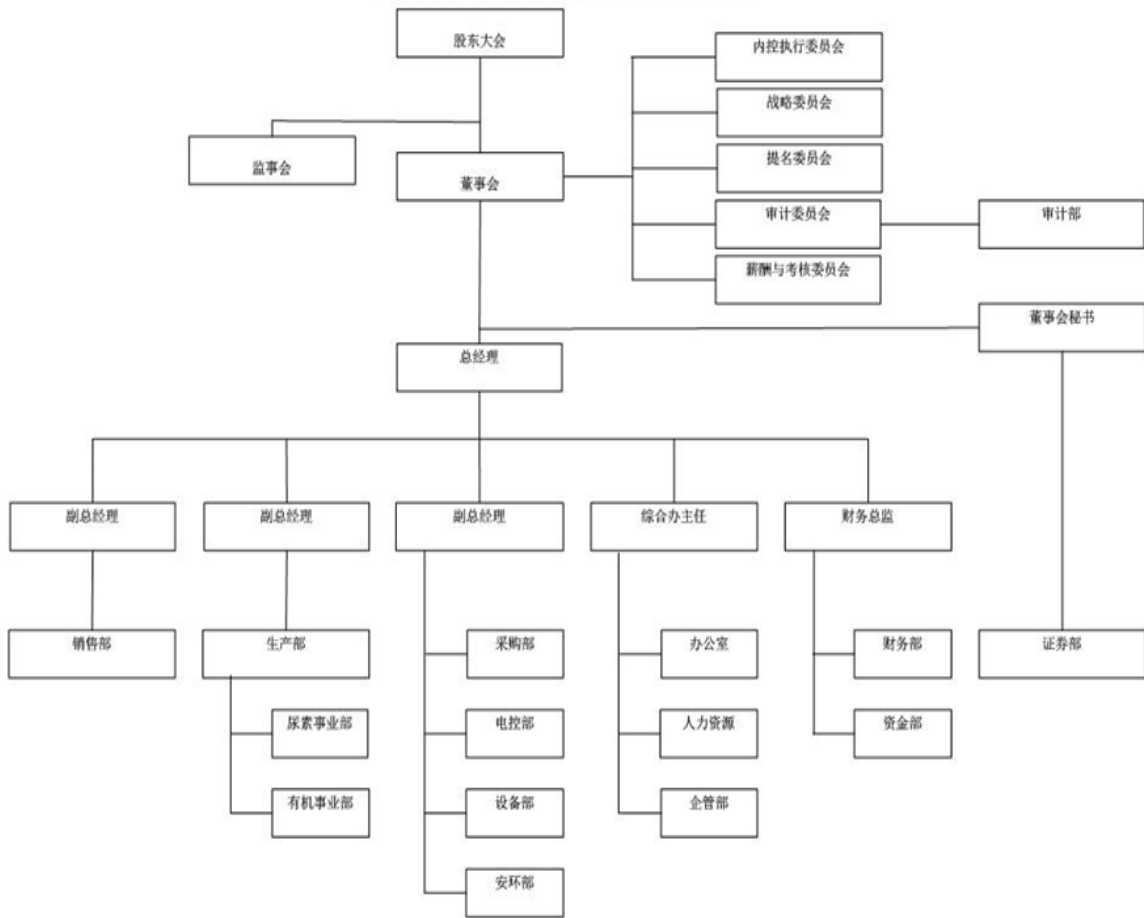 股东大会
内控执行委员会
战略委员会
监事会
提名委员会
董事会
审计委员会
审计部
薪酬与考核委员会
董事会秘书
总经理
副总经理
副总经理
副总经理
综合办主任
财务总监
销售部
生产部
采购部
办公室
财务部
证券部
尿素事业部
电控部
人力资源
资金部
有机事业部
设备部
企管部
安环部